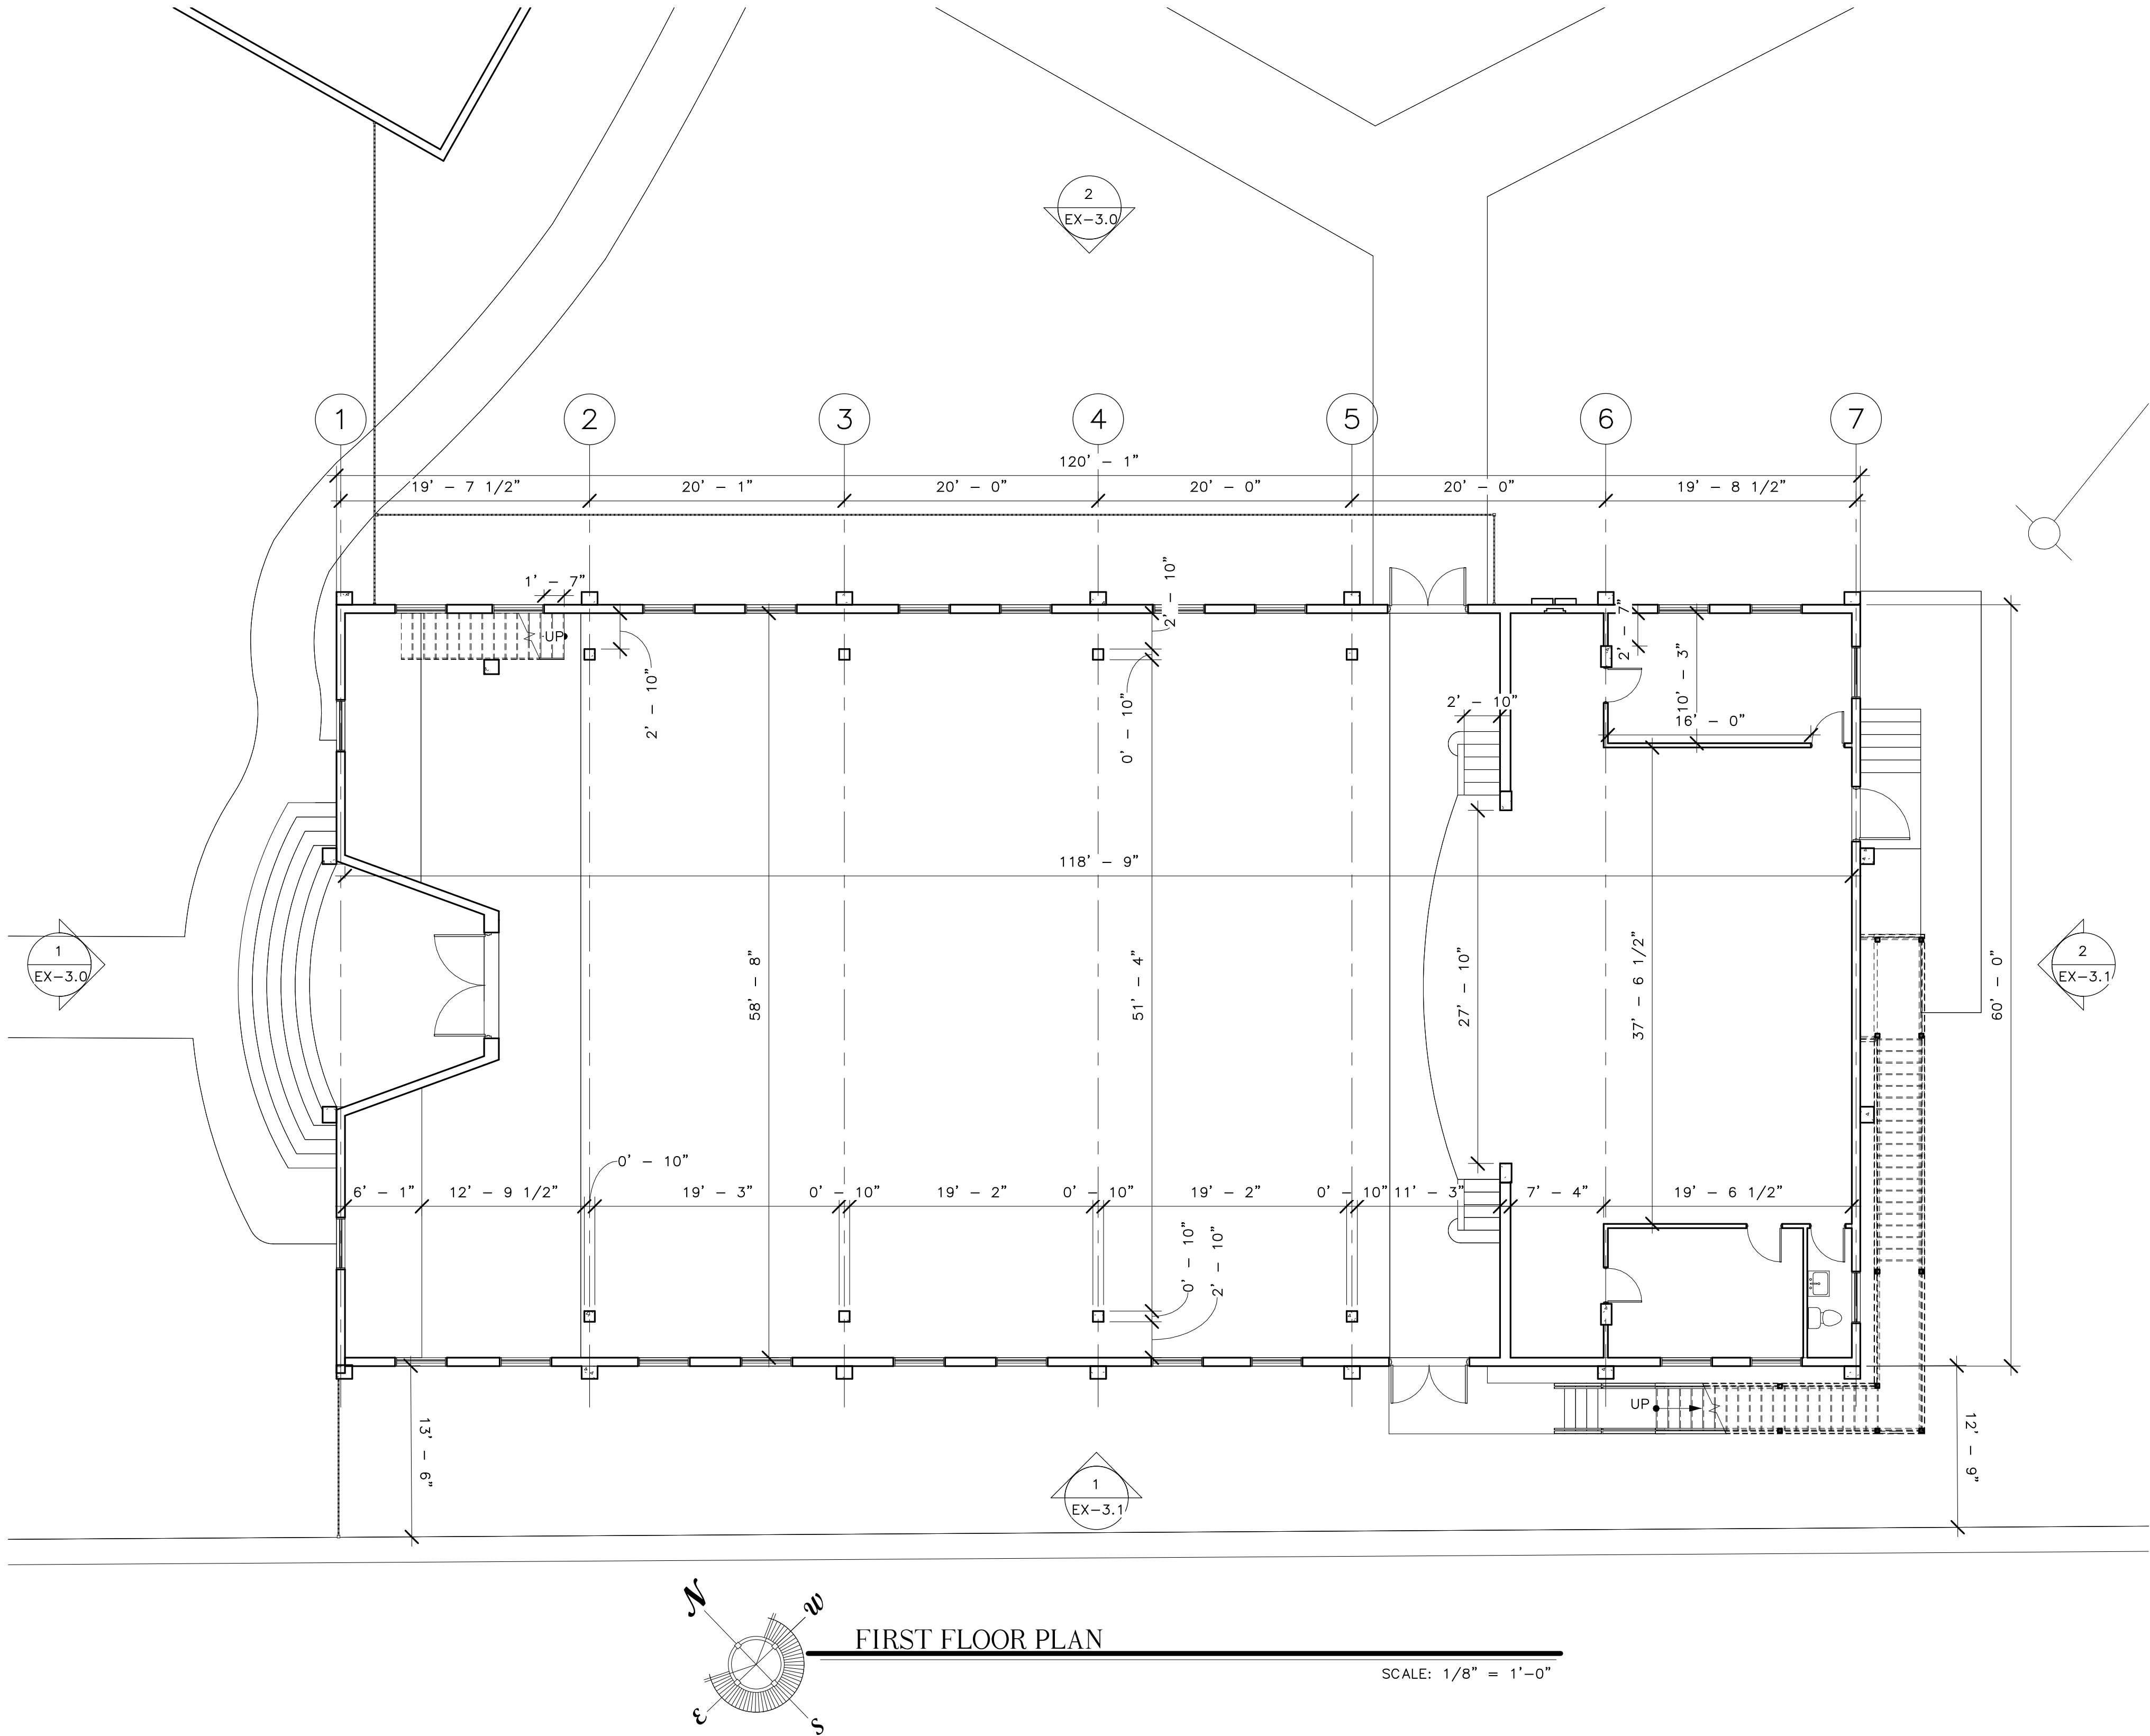 2
EX-3.0
1
2
3
4
5
6
7
120' - 1"
19' - 7 1/2"
20' - 1"
20' - 0"
20' - 0"
20' - 0"
19' - 8 1/2"
1' - 7"
UP
2' - 10"
2' - 10"
0' - 10"
2' - 10"
2' - 7"
10' - 3"
16' - 0"
118' - 9"
1
EX-3.0
58' - 8"
51' - 4"
27' - 10"
37' - 6 1/2"
60' - 0"
2
EX-3.1
0' - 10"
6' - 1"
12' - 9 1/2"
19' - 3"
0' - 10"
19' - 2"
0' - 10"
19' - 2"
0' - 10"
11' - 3"
7' - 4"
19' - 6 1/2"
0' - 10"
2' - 10"
UP
13' - 6"
12' - 9"
1
EX-3.1
N
W
E
S
FIRST FLOOR PLAN
SCALE: 1/8" = 1'-0"